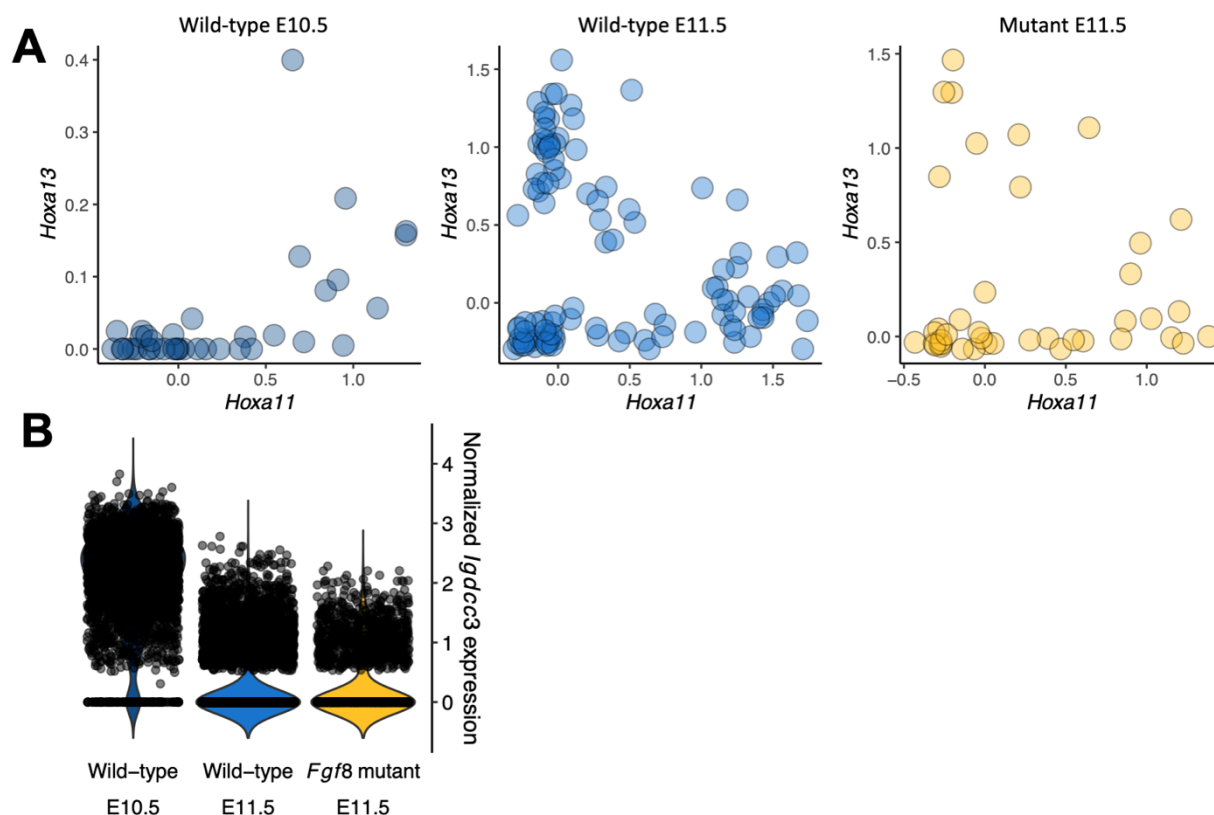 A
Wild-type E10.5
Wild-type E11.5
Mutant E11.5
0.4
0.3
0.2
0.1
0.0
Hoxa13
0.0
0.5
1.0
Hoxa11
1.5
1.0
0.5
0.0
Hoxa13
0.0
0.5
1.0
1.5
Hoxa11
1.5
1.0
0.5
0.0
Hoxa13
−0.5
0.0
0.5
1.0
Hoxa11
B
4
3
2
1
0
Normalized Igdcc3 expression
Wild–type
E10.5
Wild–type
E11.5
Fgf8 mutant
E11.5